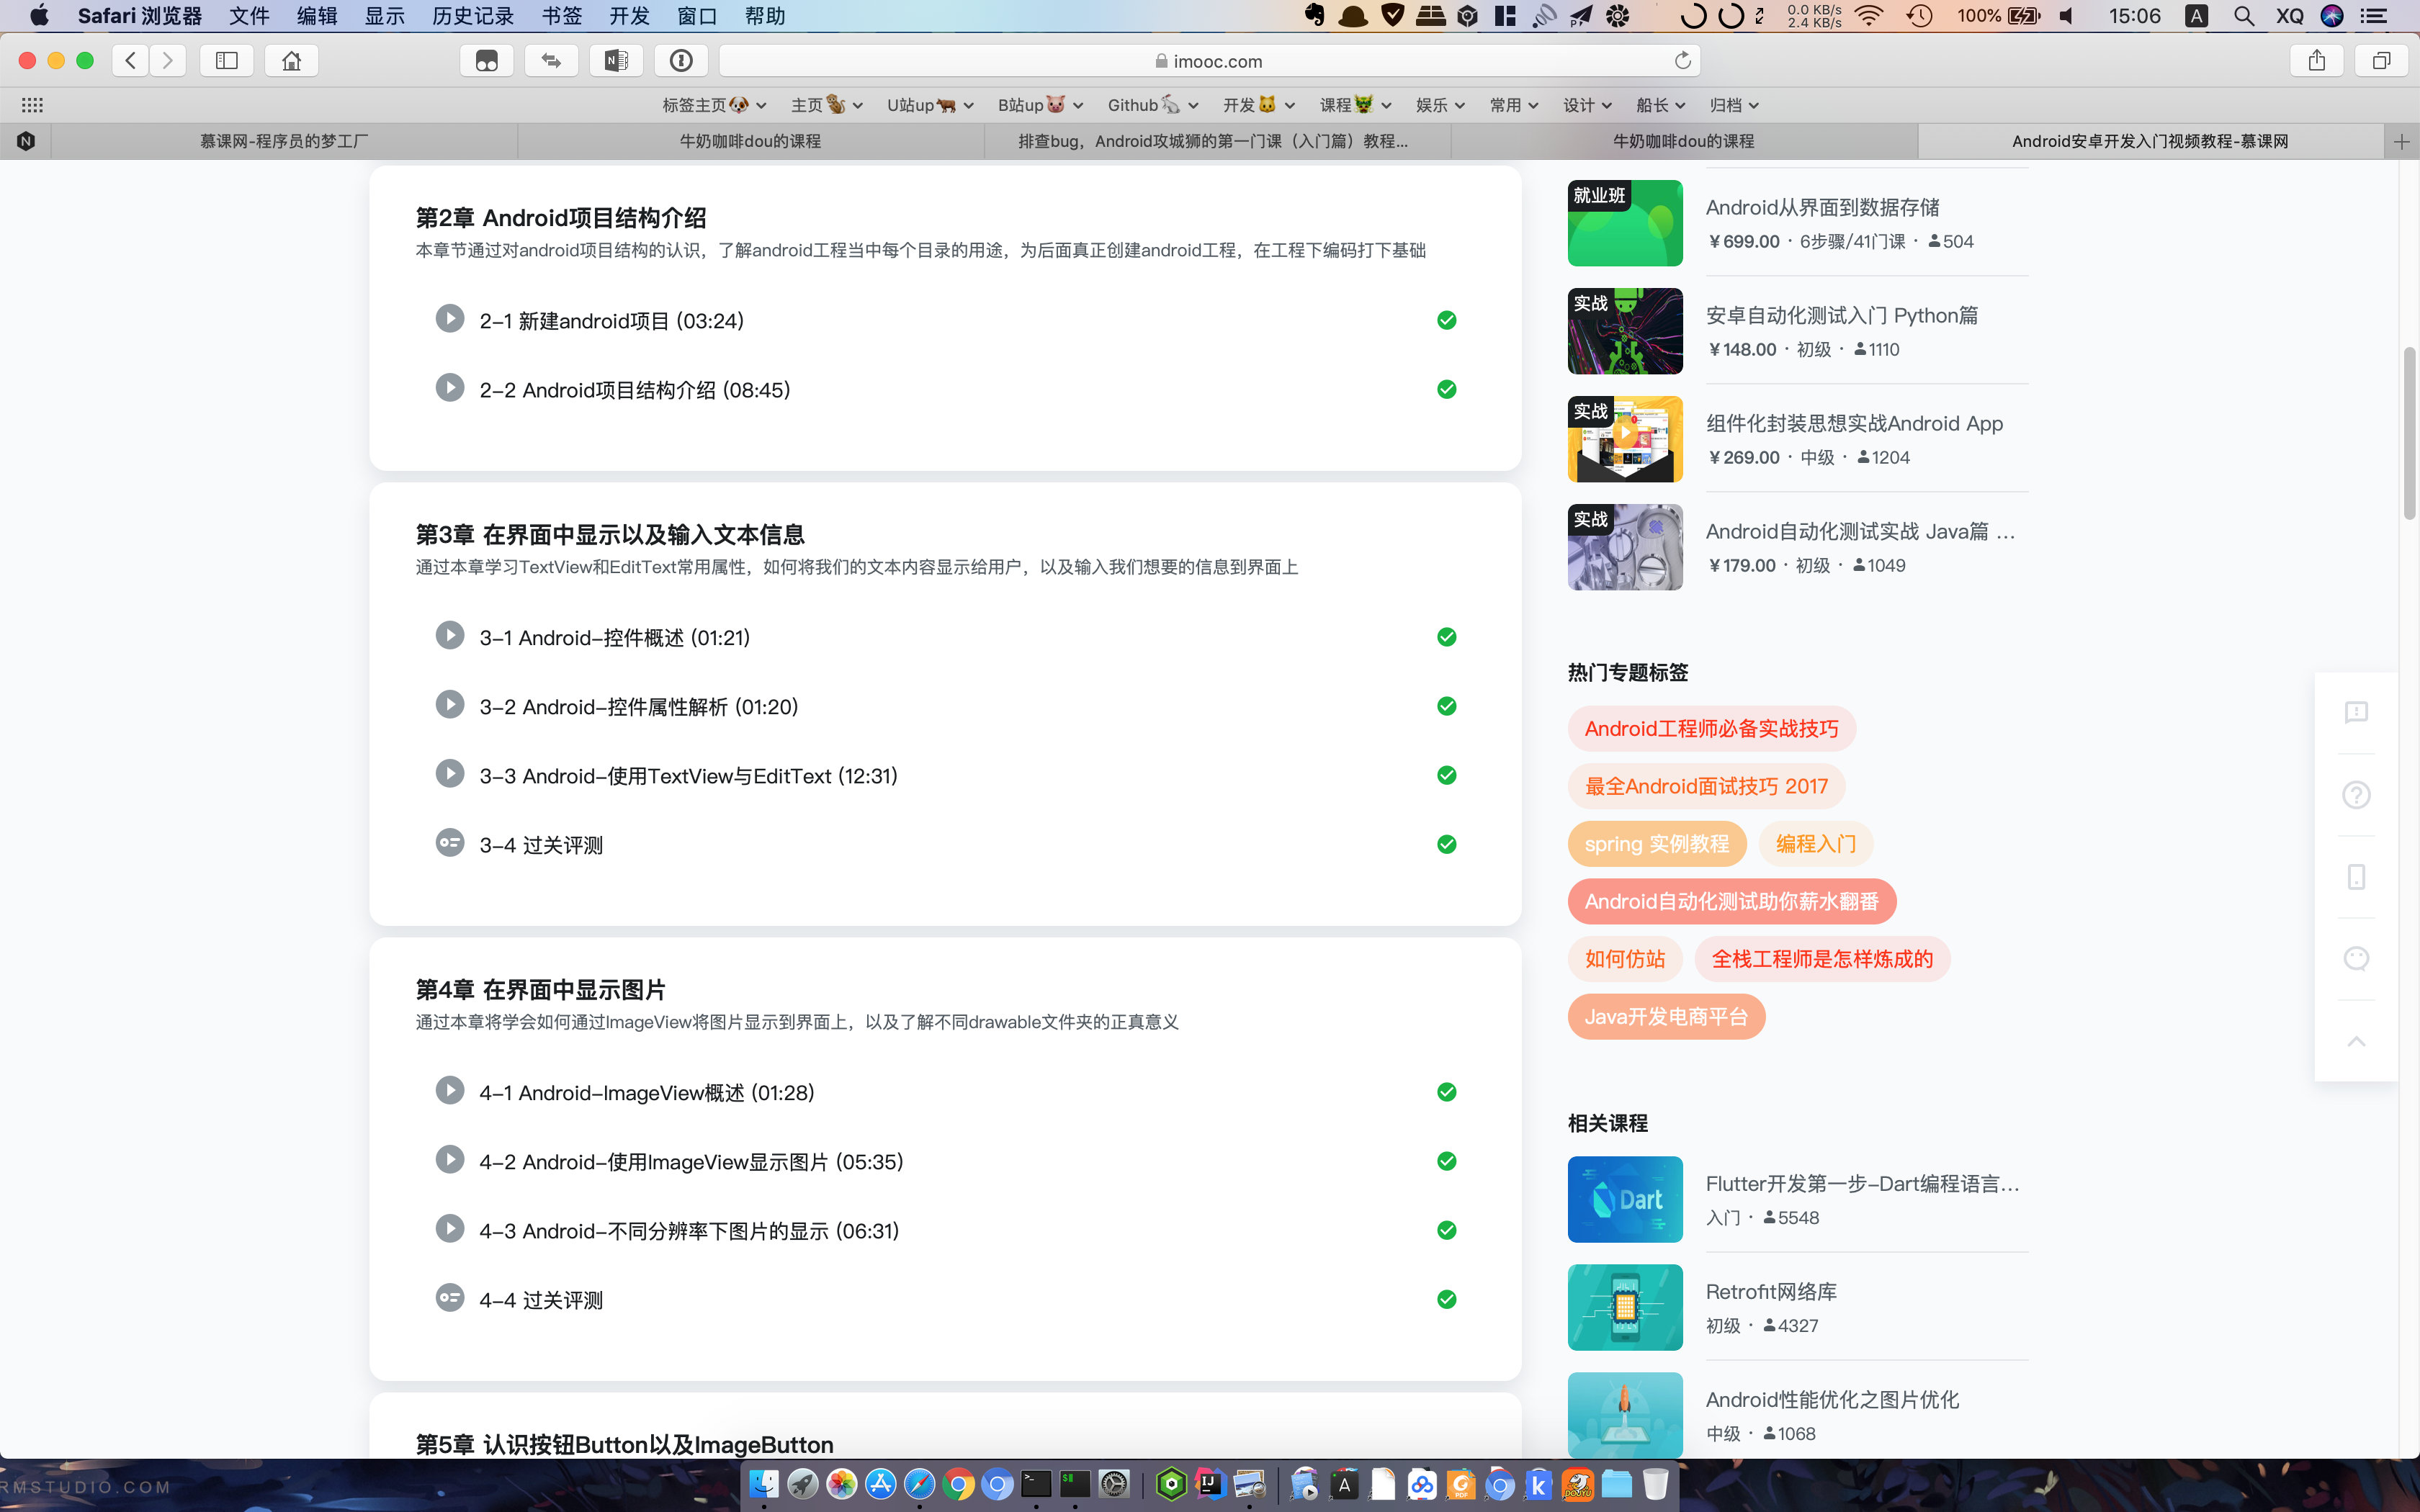 Safari 浏览器 文件 编辑 显示 历史记录 书签 开发 窗口 帮助
0.0 KB/s
2.4 KB/s
100%
15:06
A
XQ
imooc.com
标签主页 主页 U站up B站up Github 开发 课程 娱乐 常用 设计 船长 归档
慕课网-程序员的梦工厂
牛奶咖啡dou的课程
排查bug，Android攻城狮的第一门课（入门篇）教程...
牛奶咖啡dou的课程
Android安卓开发入门视频教程-慕课网
第2章 Android项目结构介绍
本章节通过对android项目结构的认识，了解android工程当中每个目录的用途，为后面真正创建android工程，在工程下编码打下基础
2-1 新建android项目 (03:24)
2-2 Android项目结构介绍 (08:45)
第3章 在界面中显示以及输入文本信息
通过本章学习TextView和EditText常用属性，如何将我们的文本内容显示给用户，以及输入我们想要的信息到界面上
3-1 Android-控件概述 (01:21)
3-2 Android-控件属性解析 (01:20)
3-3 Android-使用TextView与EditText (12:31)
3-4 过关评测
第4章 在界面中显示图片
通过本章将学会如何通过ImageView将图片显示到界面上，以及了解不同drawable文件夹的正真意义
4-1 Android-ImageView概述 (01:28)
4-2 Android-使用ImageView显示图片 (05:35)
4-3 Android-不同分辨率下图片的显示 (06:31)
4-4 过关评测
第5章 认识按钮Button以及ImageButton
就业班
Android从界面到数据存储
￥699.00 · 6步骤/41门课 · 504
实战
安卓自动化测试入门 Python篇
￥148.00 · 初级 · 1110
实战
组件化封装思想实战Android App
￥269.00 · 中级 · 1204
实战
Android自动化测试实战 Java篇 ...
￥179.00 · 初级 · 1049
热门专题标签
Android工程师必备实战技巧
最全Android面试技巧 2017
spring 实例教程
编程入门
Android自动化测试助你薪水翻番
如何仿站
全栈工程师是怎样炼成的
Java开发电商平台
相关课程
Dart
Flutter开发第一步-Dart编程语言...
入门 · 5548
Retrofit网络库
初级 · 4327
Android性能优化之图片优化
中级 · 1068
RMSTUDIO.COM